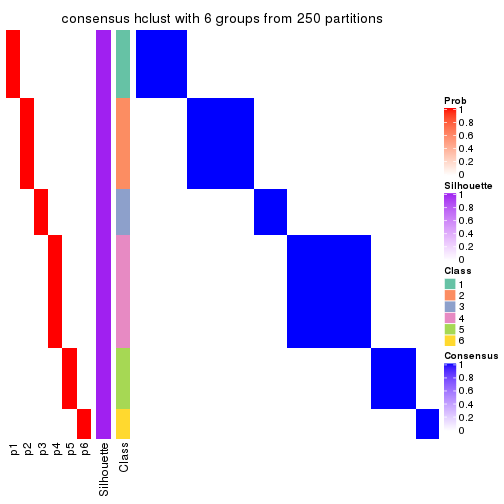 consensus hclust with 6 groups from 250 partitions
Prob
1
0.8
0.6
0.4
0.2
0
Silhouette
1
0.8
0.6
0.4
0.2
0
Class
1
2
3
4
5
6
Consensus
1
0.8
0.6
0.4
0.2
0
p1
p2
p3
p4
p5
p6
Silhouette
Class